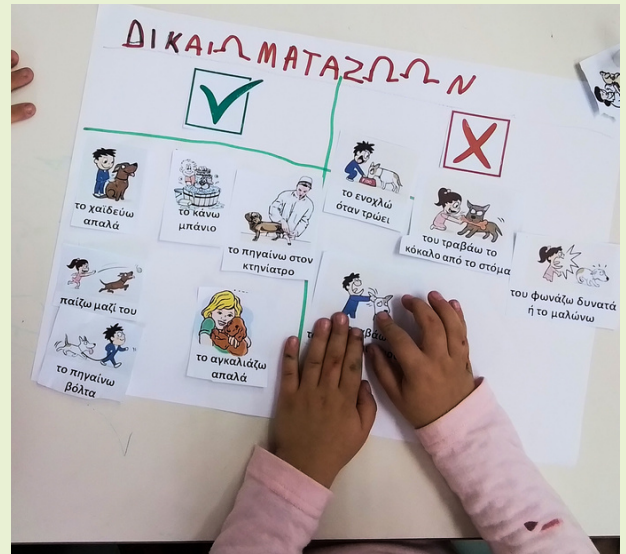 ΔΙΚΑΙΩΜΑΤΑ ΖΩΩΝ
το χαϊδεύω
απαλά
το κάνω
μπάνιο
το πηγαίνω στον
κτηνίατρο
παίζω μαζί του
το αγκαλιάζω
απαλά
το πηγαίνω
βόλτα
το ενοχλώ
όταν τρώει
του τραβάω το
κόκαλο από το στόμα
του φωνάζω δυνατά
ή το μαλώνω